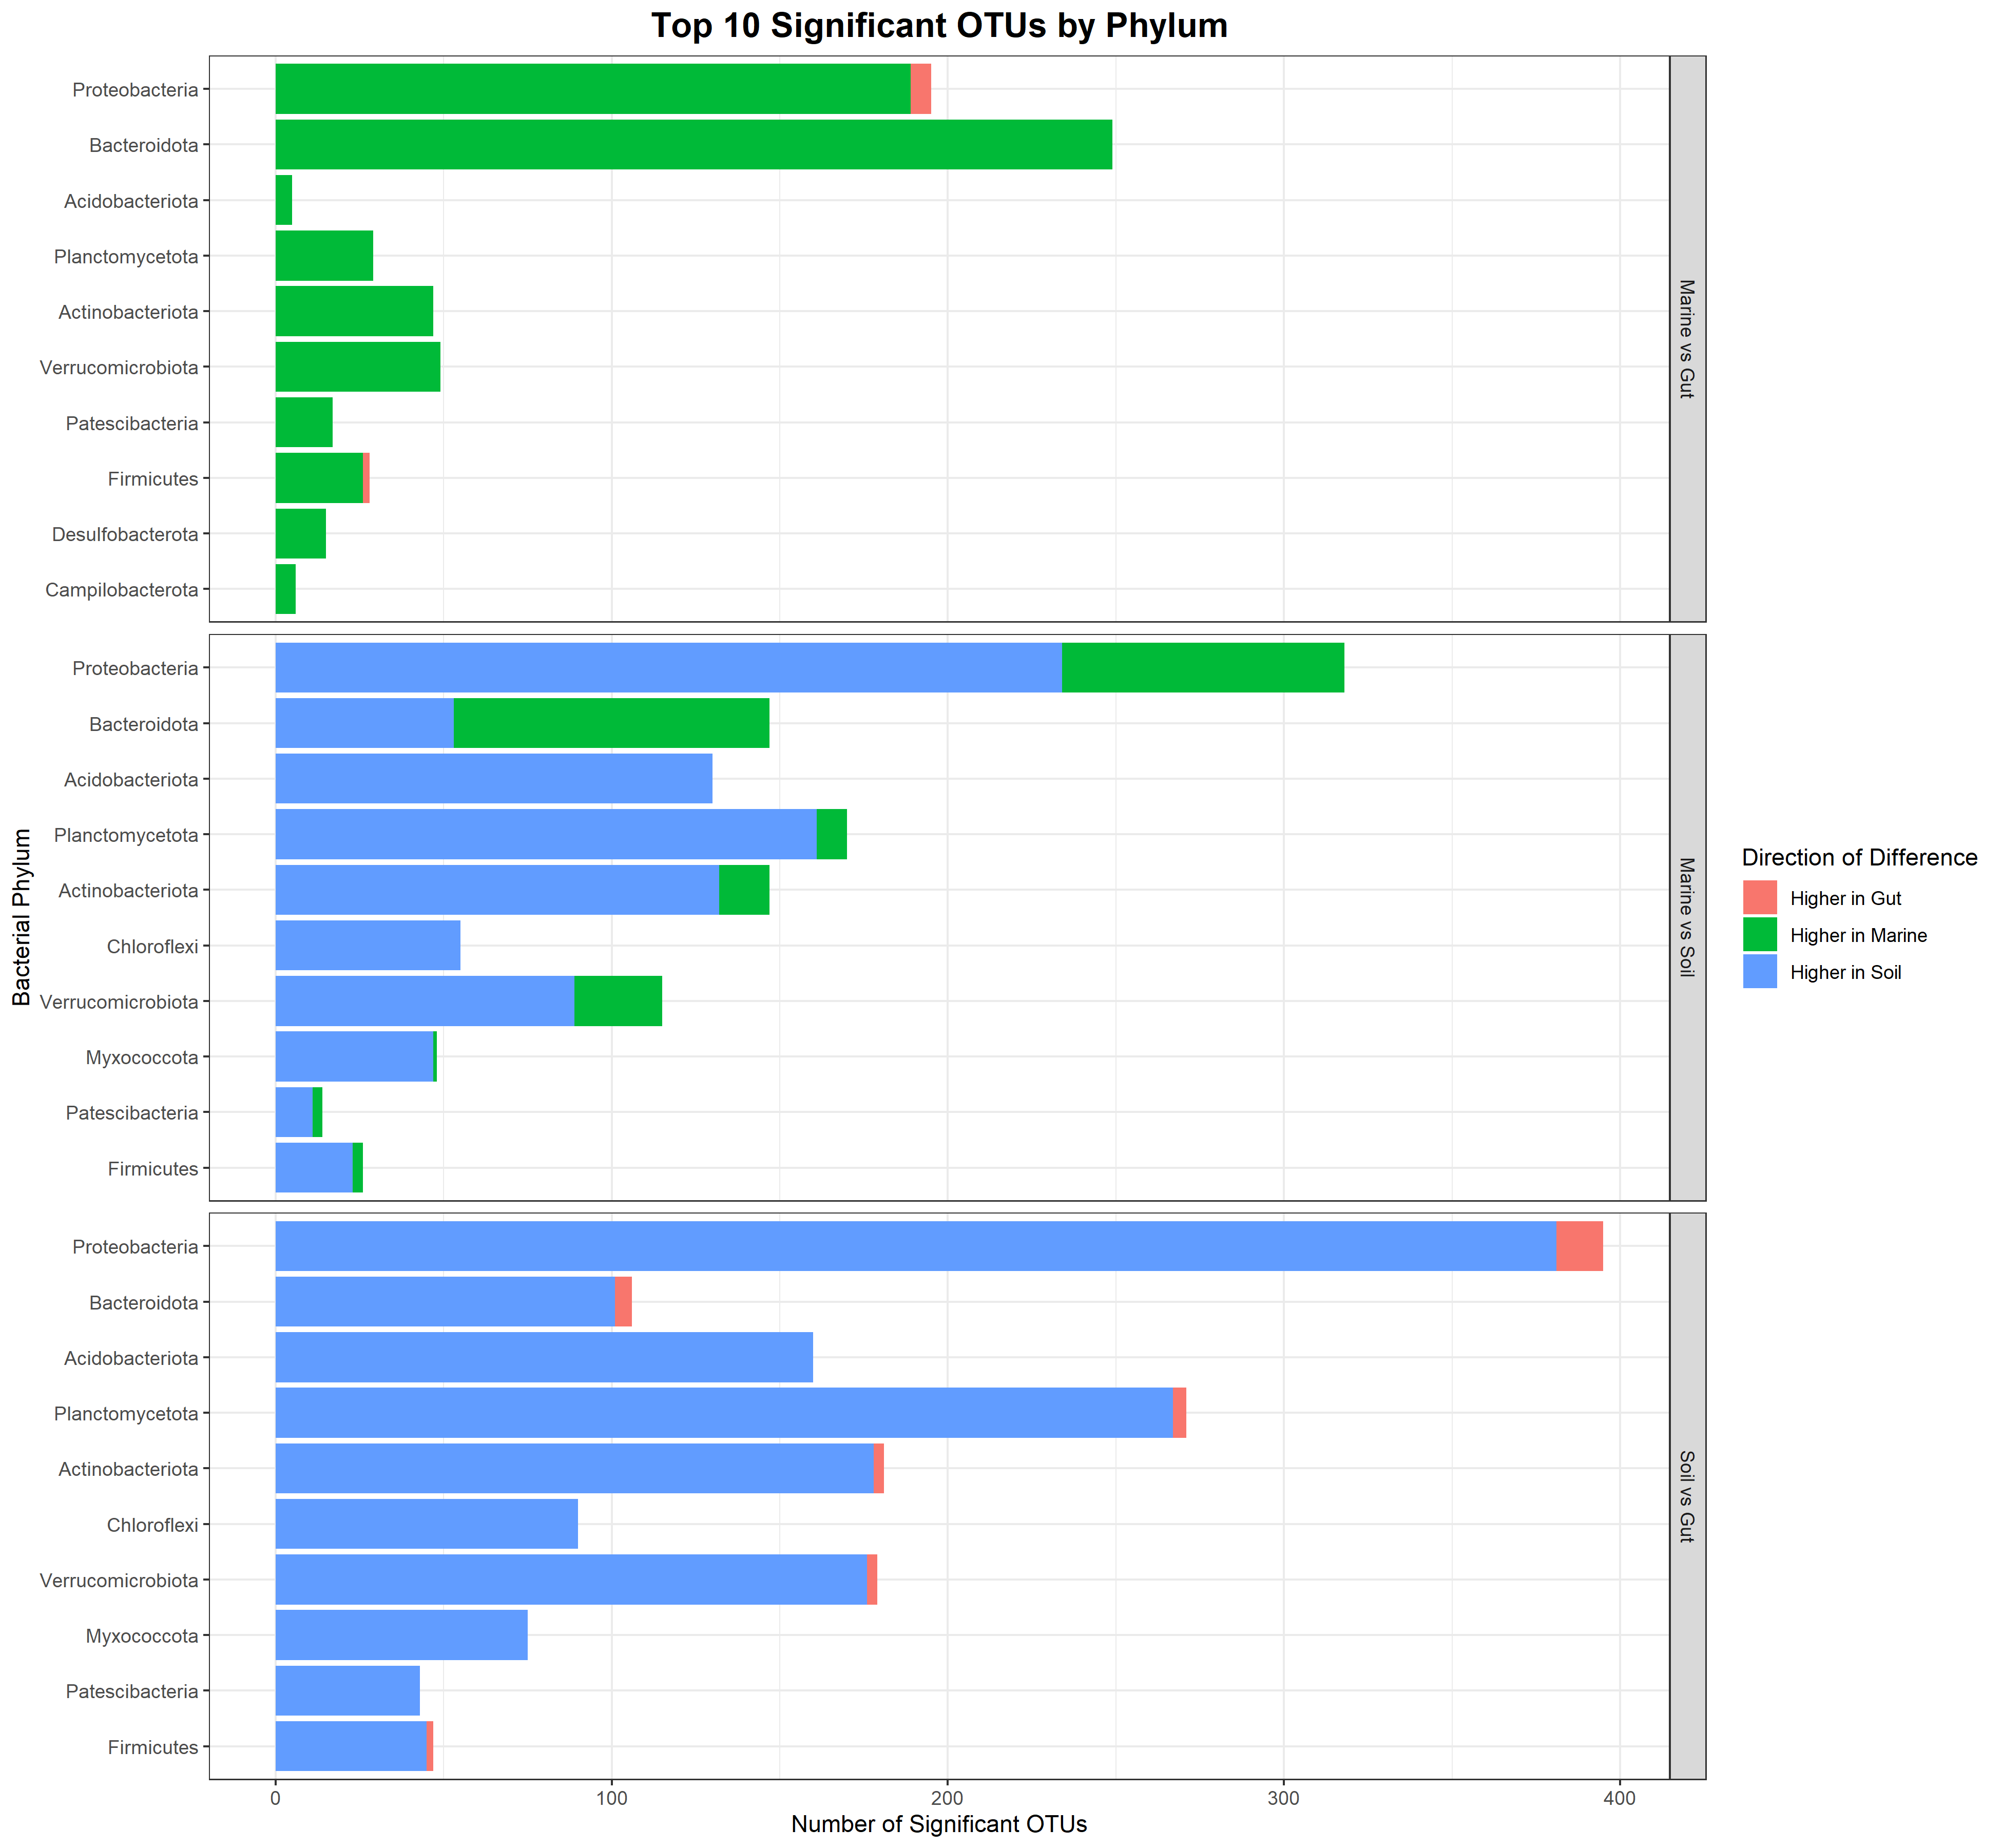 Top 10 Significant OTUs by Phylum
Proteobacteria
Bacteroidota
Acidobacteriota
Planctomycetota
Actinobacteriota
Verrucomicrobiota
Patescibacteria
Firmicutes
Desulfobacterota
Campilobacterota
Marine vs Gut
Proteobacteria
Bacteroidota
Acidobacteriota
Planctomycetota
Actinobacteriota
Chloroflexi
Verrucomicrobiota
Myxococcota
Patescibacteria
Firmicutes
Marine vs Soil
Proteobacteria
Bacteroidota
Acidobacteriota
Planctomycetota
Actinobacteriota
Chloroflexi
Verrucomicrobiota
Myxococcota
Patescibacteria
Firmicutes
Soil vs Gut
Bacterial Phylum
0 100 200 300 400
Number of Significant OTUs
Direction of Difference
Higher in Gut
Higher in Marine
Higher in Soil